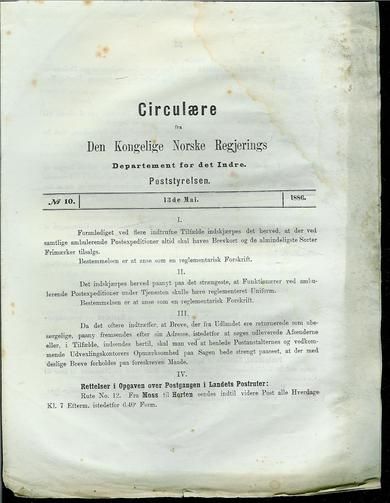 Circulære
fra
Den Kongelige Norske Regjerings
Departement for det Indre.
Poststyrelsen.
№ 10. 13de Mai. 1886.
I.
Formlediget ved flere indtrufne Tilfælde indskjærpes det herved, at der ved
samtlige ambulerende Postexpeditioner altid skal haves Brevkort og de almindeligste Sorter
Frimærker tilsalgs.
Bestemmelsen er at anse som en reglementarisk Forskrift.
II.
Det indskjærpes herved paanyt paa det strengeste, at Funktionærer ved ambu-
lerende Postexpeditioner under Tjenesten skulle bære reglementeret Uniform.
Bestemmelsen er at anse som en reglementarisk Forskrift.
III.
Da det oftere indtræffer, at Breve, der fra Udlandet ere returnerede som ube-
sørgelige, paany fremsendes efter sin Adresse, istedetfor at søges udleverede Afsenderne
eller, i Tilfælde, indsendes hertil, skal man ved at henlede Postanstalternes og vedkom-
mende Udvexlingskontorers Opmærksomhed paa Sagen bede strengt paaseet, at der med
deslige Breve forholdes paa foreskreven Maade.
IV.
Rettelser i Opgaven over Postgangen i Landets Postruter:
Rute No. 12. Fra Moss til Horten sendes indtil videre Post alle Hverdage
Kl. 7 Efterm. istedetfor 6.40 Form.